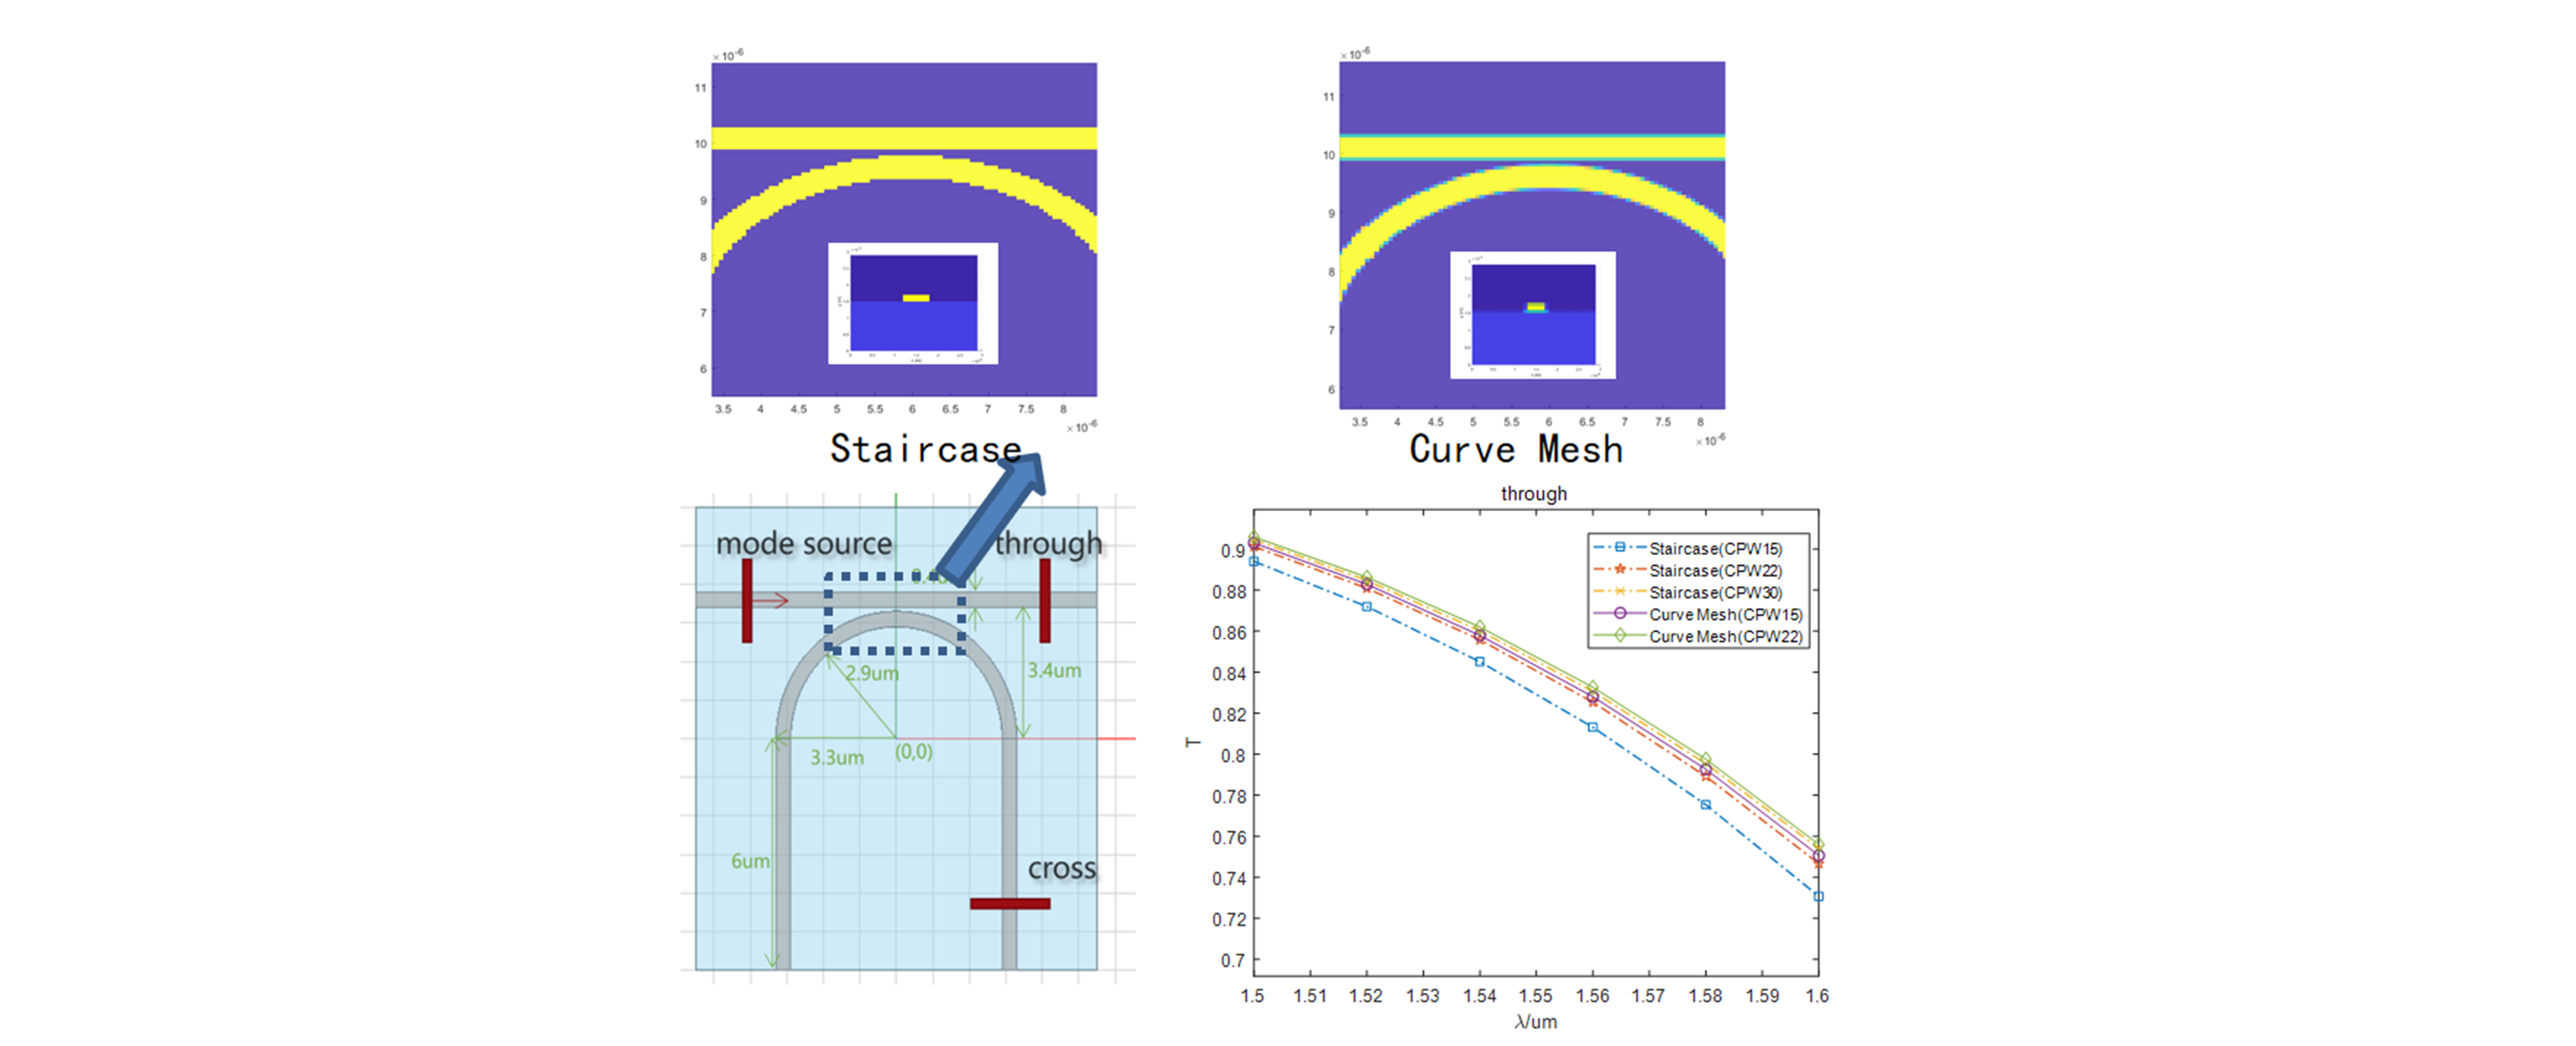 ×10⁻⁶
11
10
9
8
7
6
3.5 4 4.5 5 5.5 6 6.5 7 7.5 8
×10⁻⁶
Staircase
×10⁻⁶
11
10
9
8
7
6
3.5 4 4.5 5 5.5 6 6.5 7 7.5 8
×10⁻⁶
Curve Mesh
mode source
through
2.9um
3.4um
3.3um
(0,0)
6um
cross
through
Staircase(CPW15)
Staircase(CPW22)
Staircase(CPW30)
Curve Mesh(CPW15)
Curve Mesh(CPW22)
0.9
0.88
0.86
0.84
0.82
0.8
0.78
0.76
0.74
0.72
0.7
T
1.5 1.51 1.52 1.53 1.54 1.55 1.56 1.57 1.58 1.59 1.6
λ/um